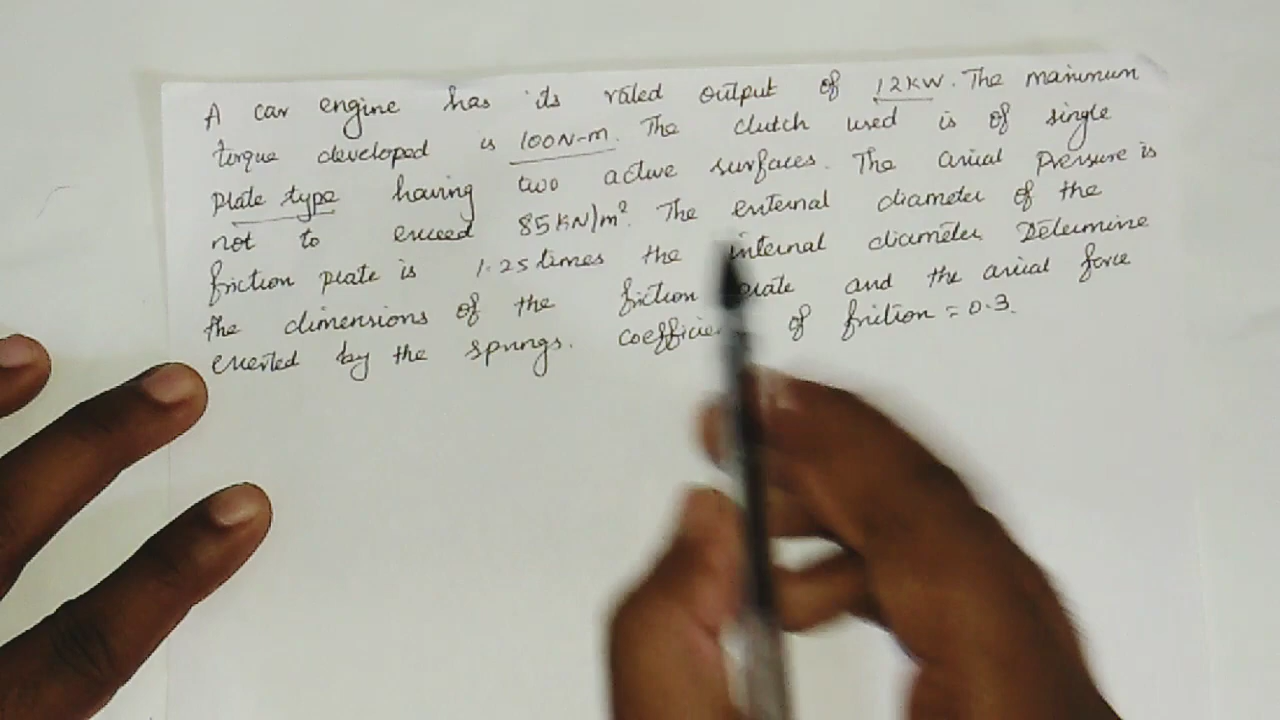 A car engine has its rated output of 12KW. The maximum
torque developed is 100N-m. The clutch used is of single
plate type having two active surfaces. The axial pressure is
not to exceed 85KN/m². The external diameter of the
friction plate is 1.25times the internal diameter. Determine
the dimensions of the friction plate and the axial force
exerted by the springs. coefficien of friction = 0.3.